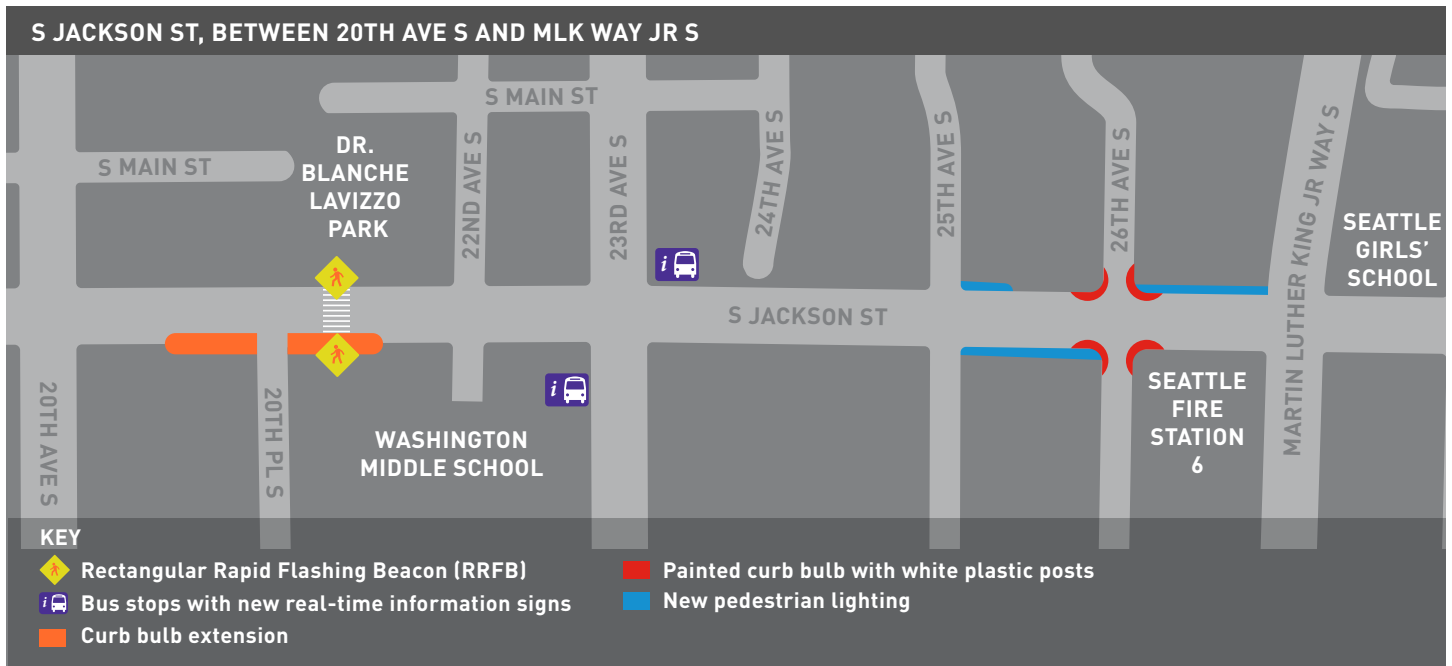 S JACKSON ST, BETWEEN 20TH AVE S AND MLK WAY JR S
S MAIN ST
S MAIN ST
DR.
BLANCHE
LAVIZZO
PARK
22ND AVE S
23RD AVE S
24TH AVE S
25TH AVE S
26TH AVE S
MARTIN LUTHER KING JR WAY S
SEATTLE
GIRLS'
SCHOOL
i
S JACKSON ST
i
20TH AVE S
20TH PL S
WASHINGTON
MIDDLE SCHOOL
SEATTLE
FIRE
STATION
6
KEY
Rectangular Rapid Flashing Beacon (RRFB)
i
Bus stops with new real-time information signs
Curb bulb extension
Painted curb bulb with white plastic posts
New pedestrian lighting